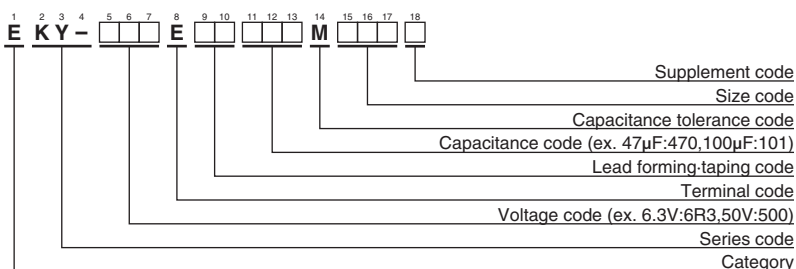 1 2 3 4 5 6 7 8 9 10 11 12 13 14 15 16 17 18
E K Y – □□□ E □□ □□□ M □□□ □
Supplement code
Size code
Capacitance tolerance code
Capacitance code (ex. 47μF:470,100μF:101)
Lead forming·taping code
Terminal code
Voltage code (ex. 6.3V:6R3,50V:500)
Series code
Category